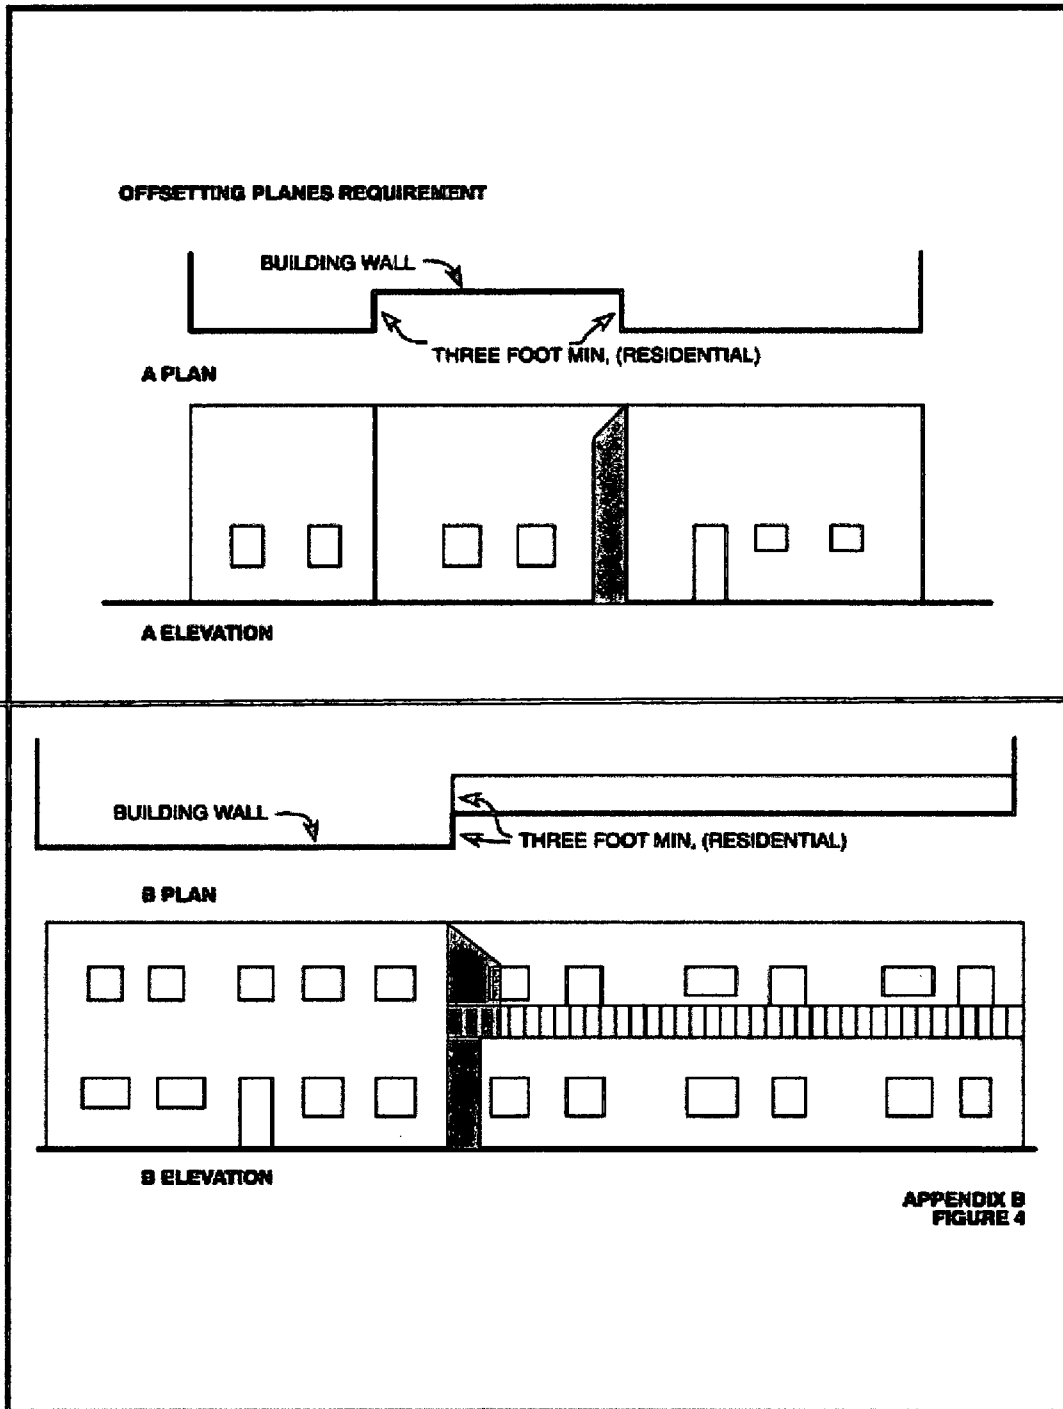 OFFSETTING PLANES REQUIREMENT
BUILDING WALL
THREE FOOT MIN, (RESIDENTIAL)
A PLAN
A ELEVATION
BUILDING WALL
THREE FOOT MIN, (RESIDENTIAL)
B PLAN
B ELEVATION
APPENDIX B
FIGURE 4